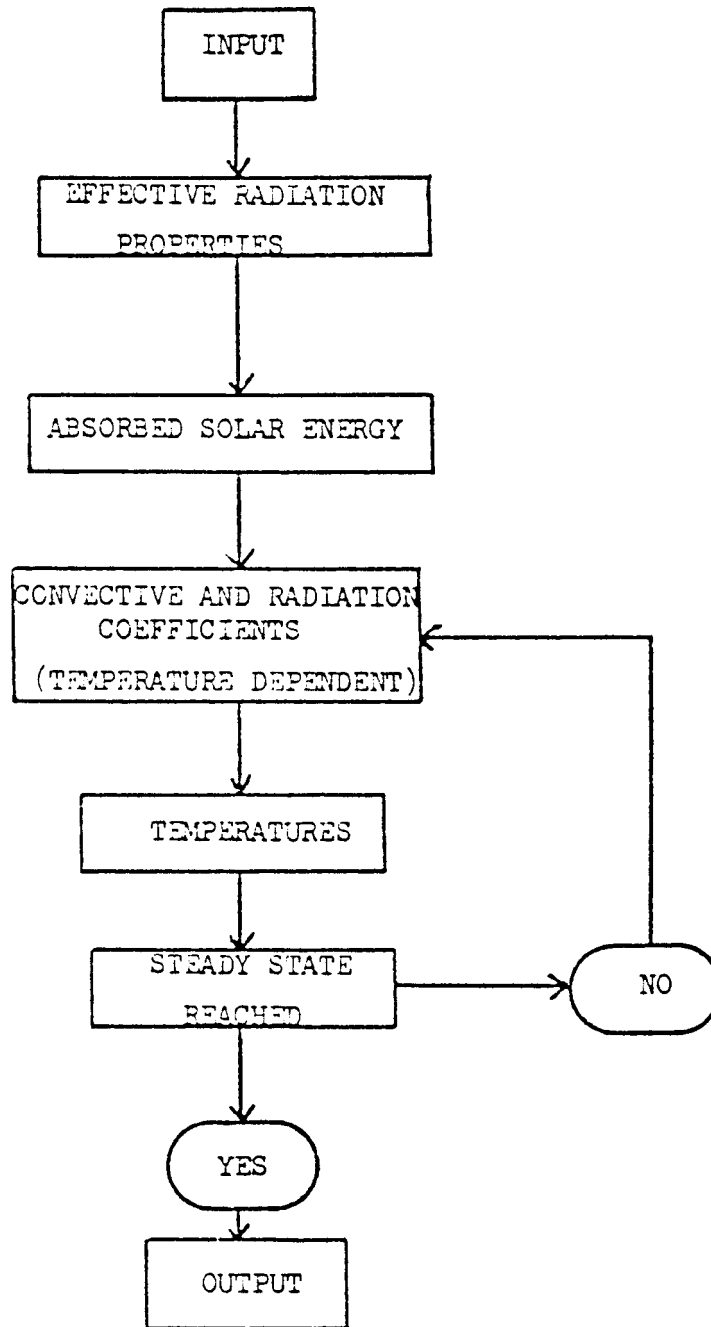 INPUT
EFFECTIVE RADIATION
PROPERTIES
ABSORBED SOLAR ENERGY
CONVECTIVE AND RADIATION
COEFFICIENTS
(TEMPERATURE DEPENDENT)
TEMPERATURES
STEADY STATE
REACHED
NO
YES
OUTPUT